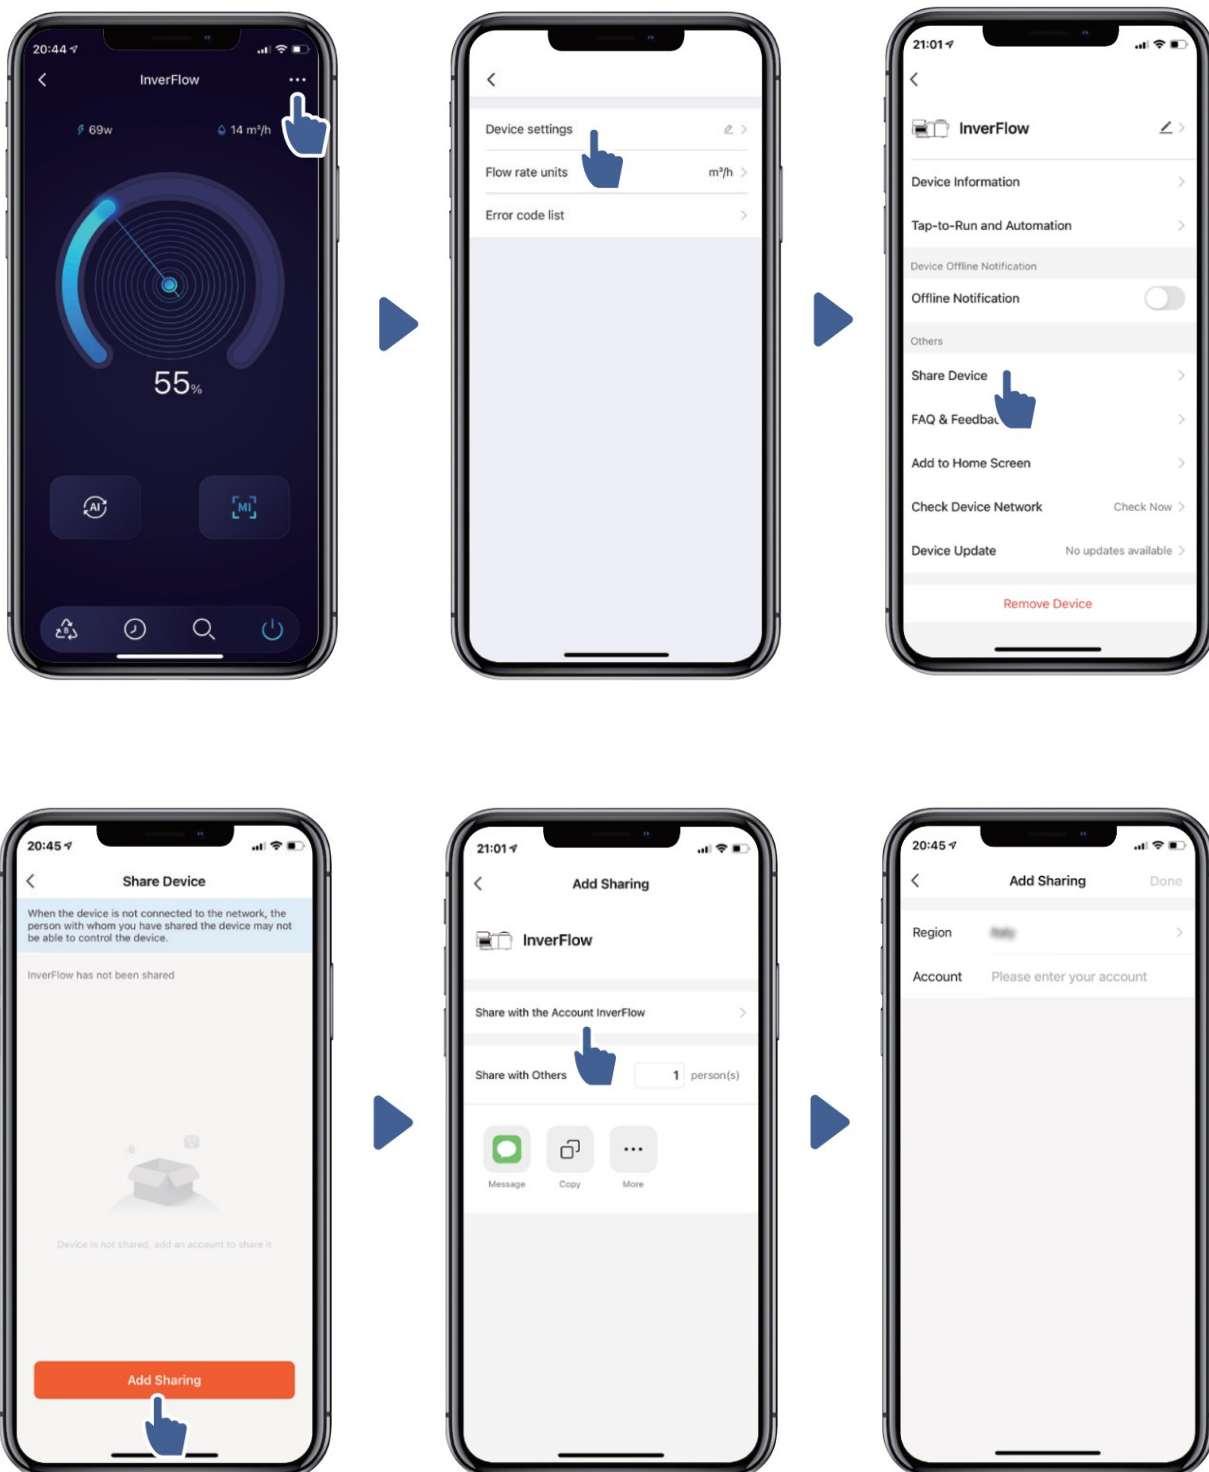 20:44
InverFlow
69w
14 m³/h
55%
AI
MI
B
Device settings
Flow rate units m³/h
Error code list
21:01
InverFlow
Device Information
Tap-to-Run and Automation
Device Offline Notification
Offline Notification
Others
Share Device
FAQ & Feedba
Add to Home Screen
Check Device Network Check Now
Device Update No updates available
Remove Device
20:45
Share Device
When the device is not connected to the network, the
person with whom you have shared the device may not
be able to control the device.
InverFlow has not been shared
Device is not shared, add an account to share it
Add Sharing
21:01
Add Sharing
InverFlow
Share with the Account InverFlow
Share with Others 1 person(s)
Message Copy More
20:45
Add Sharing Done
Region
Account Please enter your account